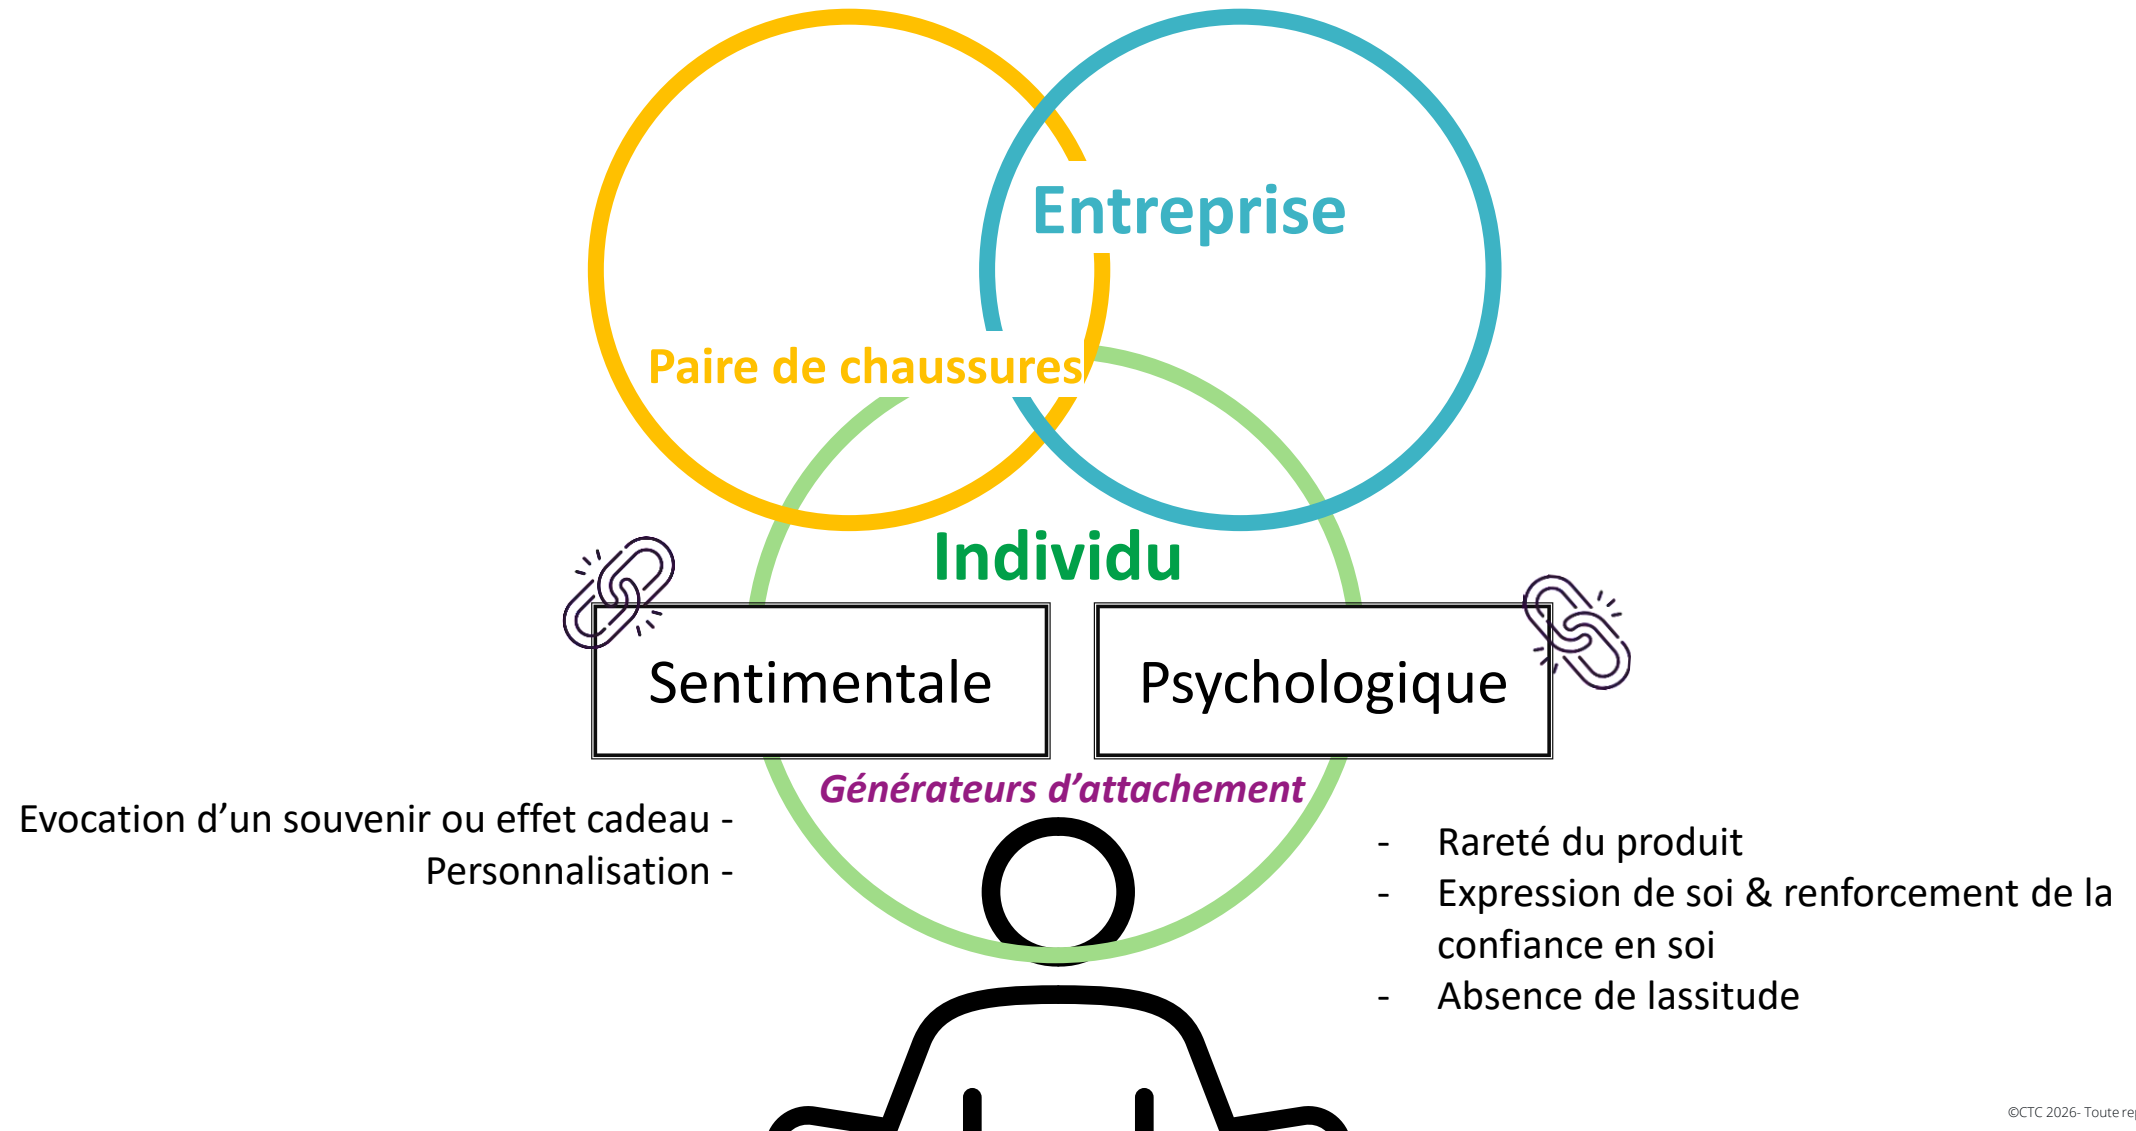 Entreprise
Paire de chaussures
Individu
Sentimentale
Psychologique
Générateurs d’attachement
Evocation d’un souvenir ou effet cadeau -
Personnalisation -
- Rareté du produit
- Expression de soi & renforcement de la
confiance en soi
- Absence de lassitude
©CTC 2026- Toute